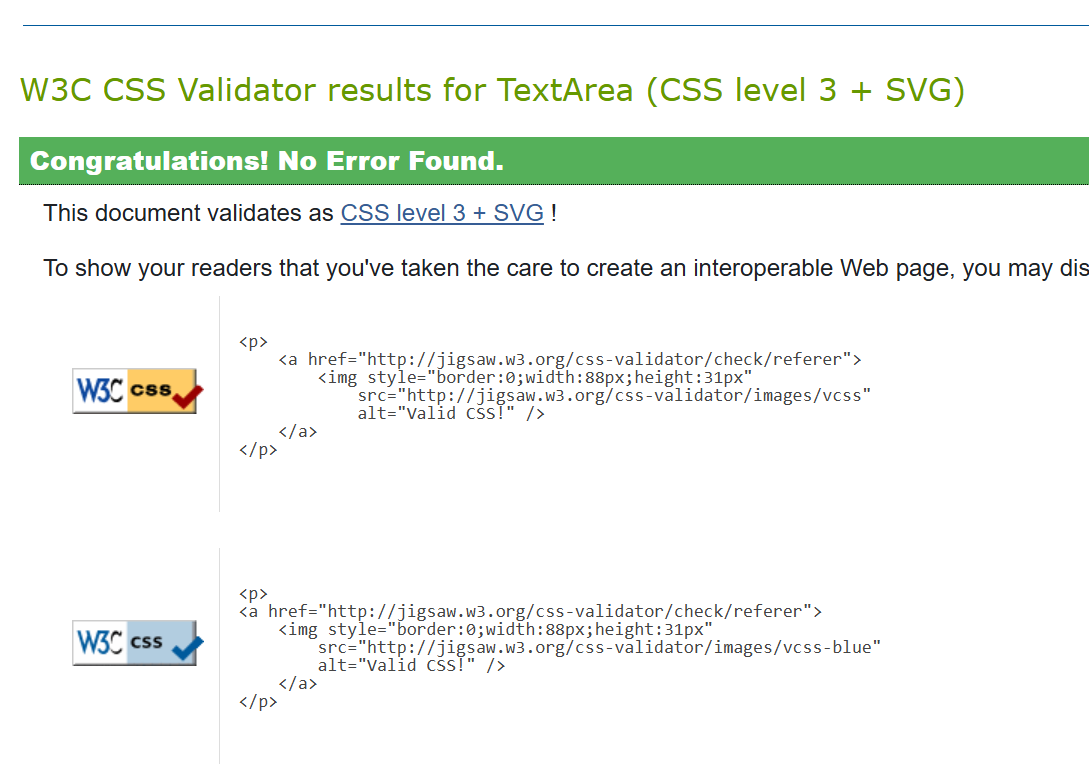 W3C CSS Validator results for TextArea (CSS level 3 + SVG)
Congratulations! No Error Found.
This document validates as CSS level 3 + SVG !
To show your readers that you've taken the care to create an interoperable Web page, you may dis
<p>
<a href="http://jigsaw.w3.org/css-validator/check/referer">
<img style="border:0;width:88px;height:31px"
src="http://jigsaw.w3.org/css-validator/images/vcss"
alt="Valid CSS!" />
</a>
</p>
W3C css
<p>
<a href="http://jigsaw.w3.org/css-validator/check/referer">
<img style="border:0;width:88px;height:31px"
src="http://jigsaw.w3.org/css-validator/images/vcss-blue"
alt="Valid CSS!" />
</a>
</p>
W3C css